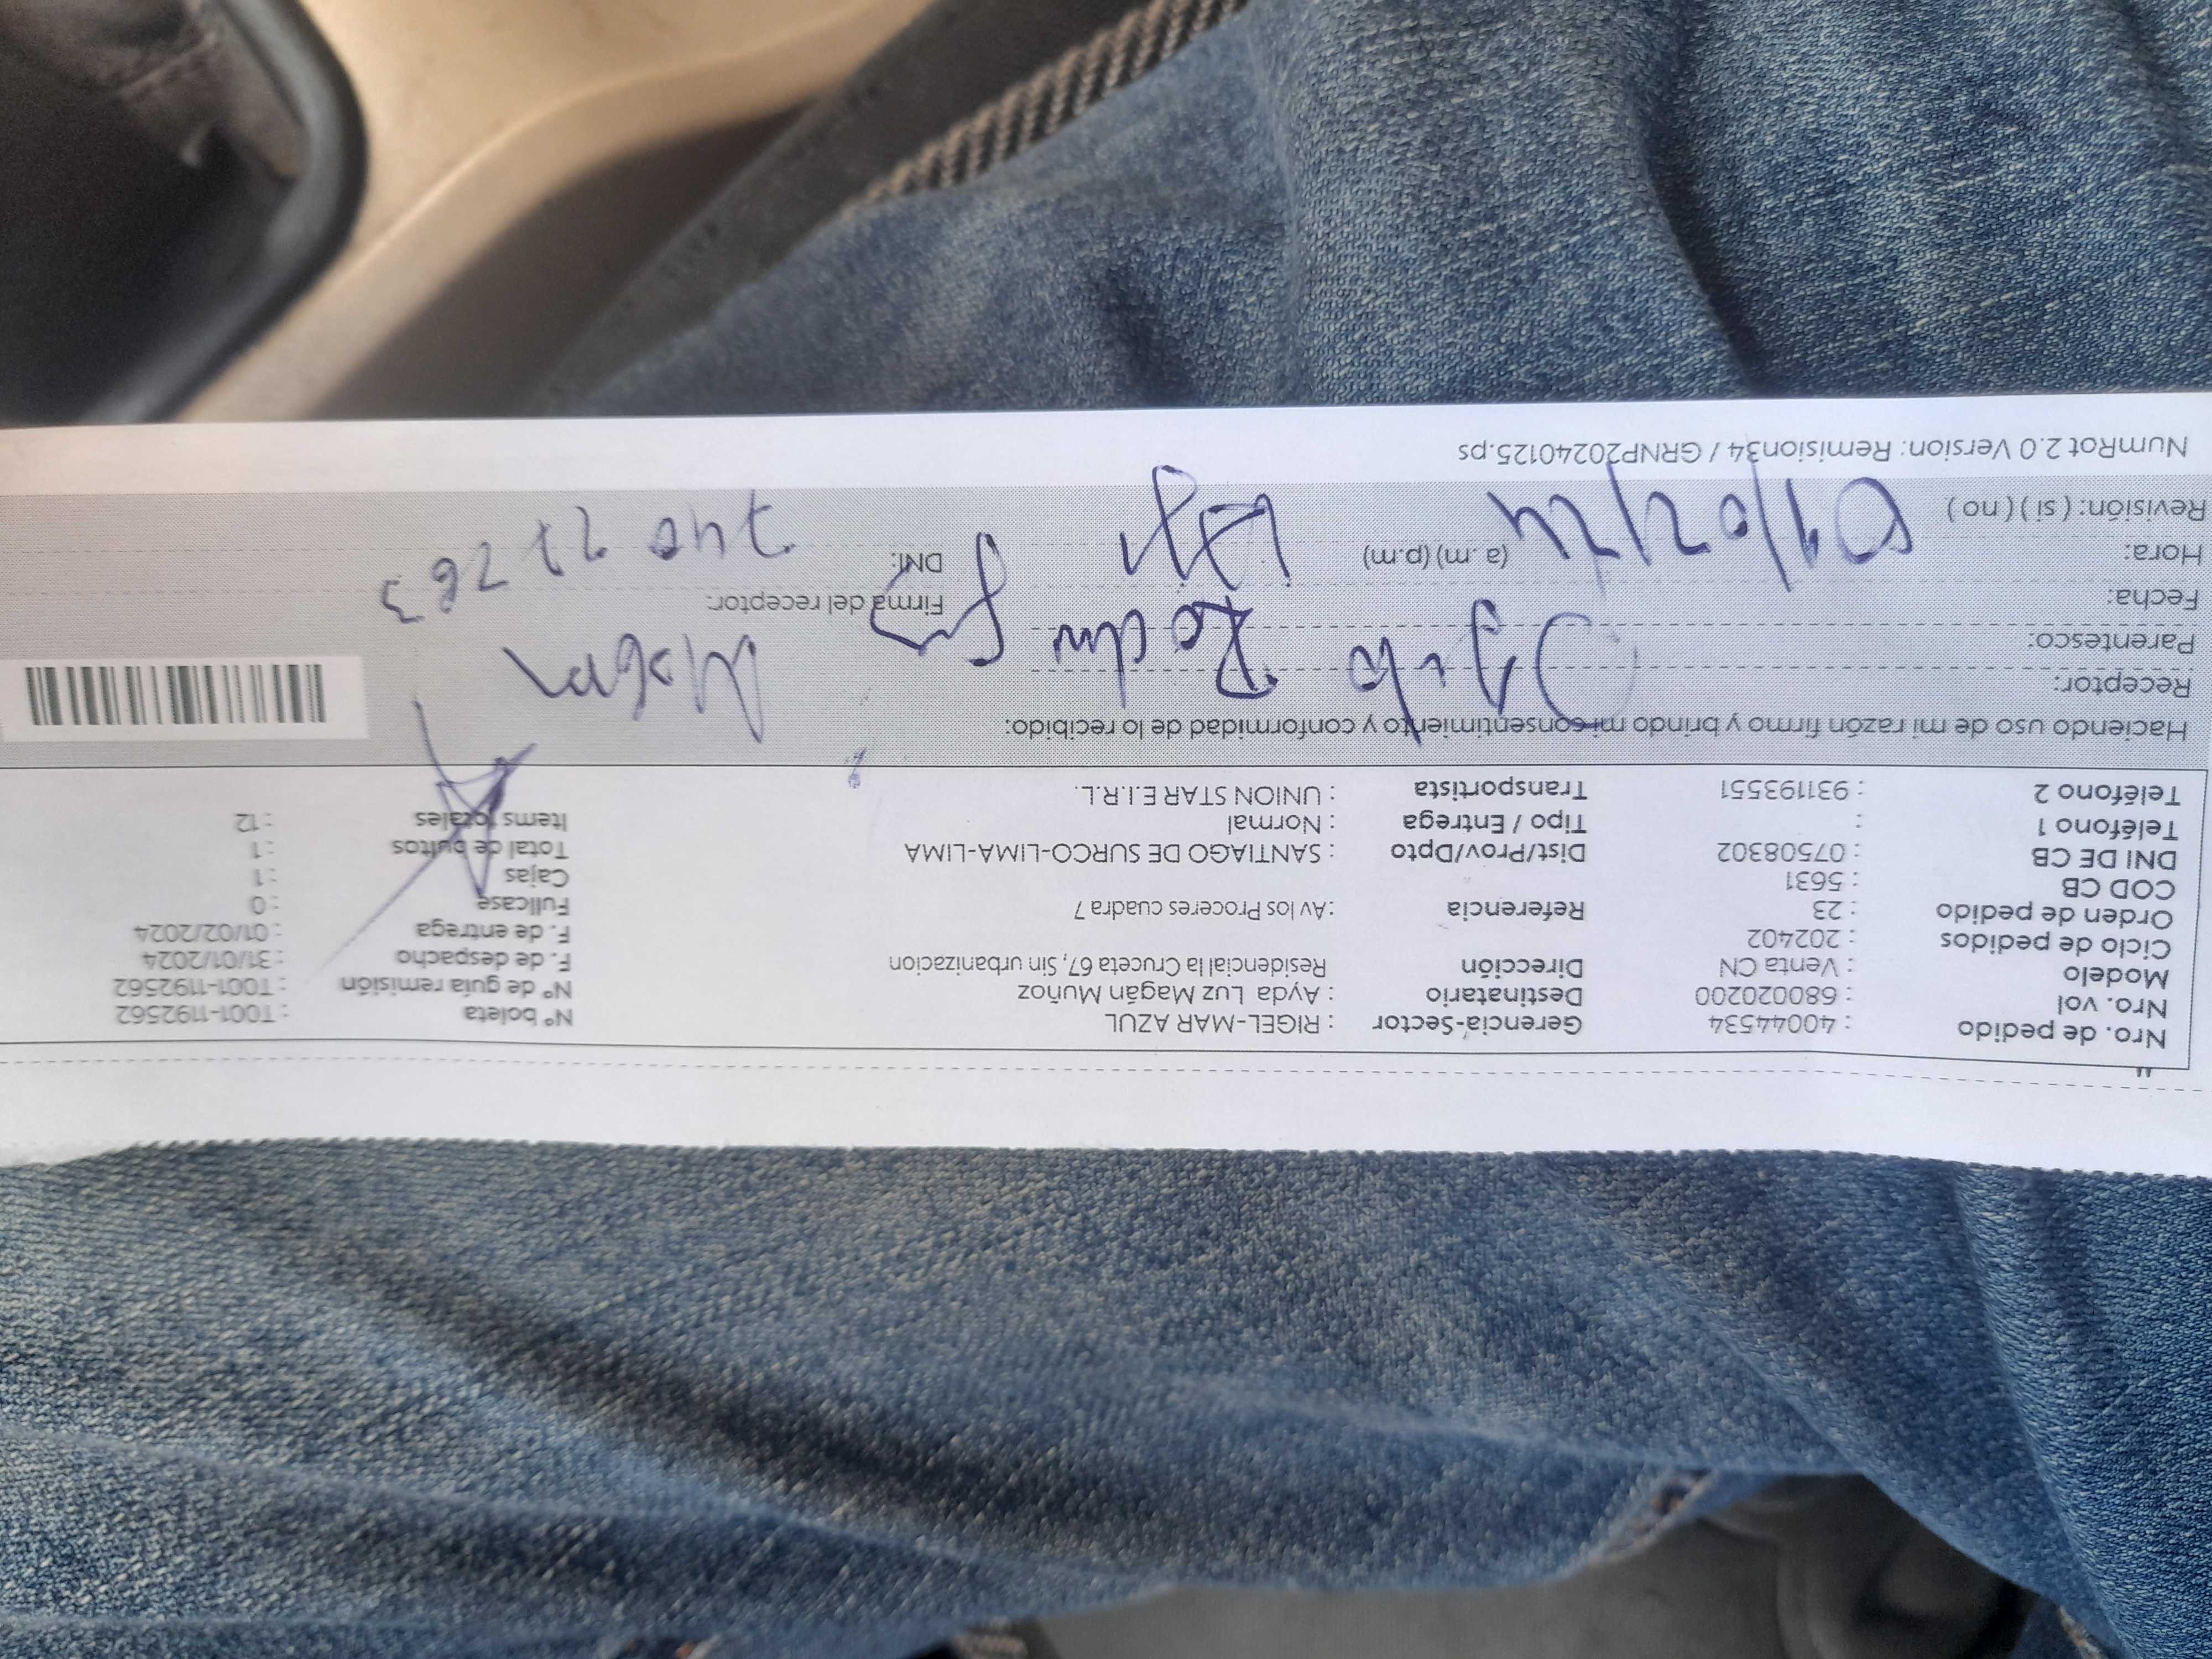 Nro. de pedido : 40044534 Gerencia-Sector : RIGEL-MAR AZUL Nº boleta : T001-1192562
Nro. vol : 680020200 Destinatario : Ayda Luz Magán Muñoz Nº de guía remisión : T001-1192562
Modelo : Venta CN Dirección Residencial la Cruceta 67, Sin urbanizacion F. de despacho : 31/01/2024
Ciclo de pedidos : 202402 F. de entrega : 01/02/2024
Orden de pedido : 23 Referencia : Av los Proceres cuadra 7 Fullcase : 0
COD CB : 5631 Cajas : 1
DNI DE CB : 07508302 Dist/Prov/Dpto : SANTIAGO DE SURCO-LIMA-LIMA Total de bultos : 1
Teléfono 1 : Tipo / Entrega : Normal Items totales : 12
Teléfono 2 : 931193551 Transportista : UNION STAR E.I.R.L.
Haciendo uso de mi razón firmo y brindo mi consentimiento y conformidad de lo recibido:
Receptor:
Parentesco:
Fecha: Firma del receptor:
Hora: (a.m) (p.m) DNI:
Revisión: ( si ) ( no ) 01/02/24
NumRot 2.0 Version: Remision34 / GRNP20240125.ps